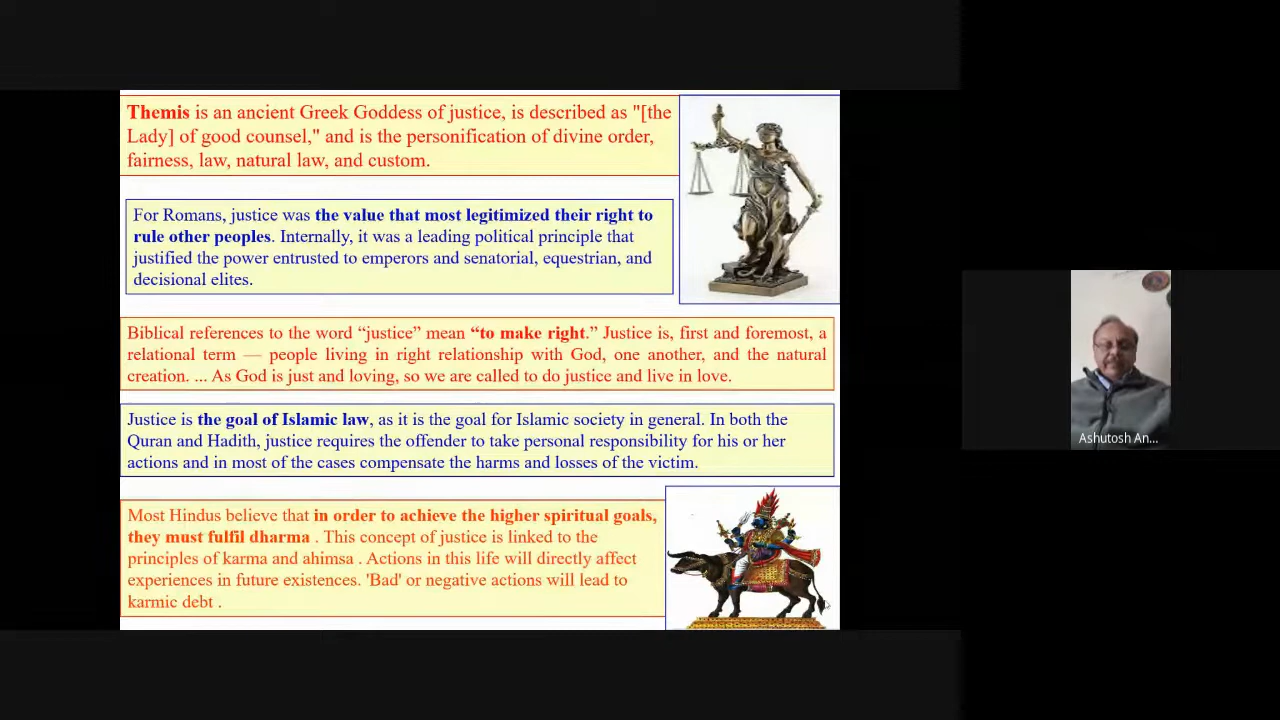 Themis is an ancient Greek Goddess of justice, is described as "[the
Lady] of good counsel," and is the personification of divine order,
fairness, law, natural law, and custom.
For Romans, justice was the value that most legitimized their right to
rule other peoples. Internally, it was a leading political principle that
justified the power entrusted to emperors and senatorial, equestrian, and
decisional elites.
Biblical references to the word “justice” mean “to make right.” Justice is, first and foremost, a
relational term — people living in right relationship with God, one another, and the natural
creation. ... As God is just and loving, so we are called to do justice and live in love.
Justice is the goal of Islamic law, as it is the goal for Islamic society in general. In both the
Quran and Hadith, justice requires the offender to take personal responsibility for his or her
actions and in most of the cases compensate the harms and losses of the victim.
Most Hindus believe that in order to achieve the higher spiritual goals,
they must fulfil dharma . This concept of justice is linked to the
principles of karma and ahimsa . Actions in this life will directly affect
experiences in future existences. 'Bad' or negative actions will lead to
karmic debt .
Ashutosh An...